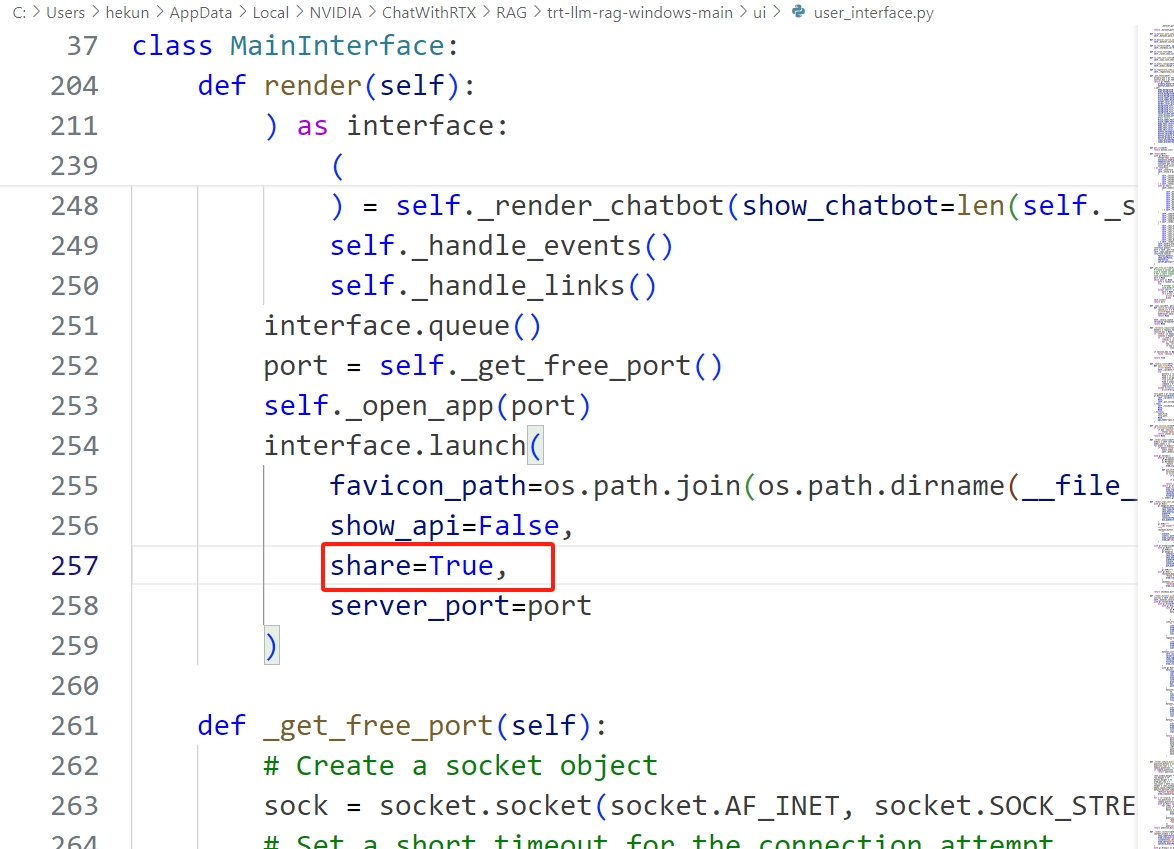 C: > Users > hekun > AppData > Local > NVIDIA > ChatWithRTX > RAG > trt-llm-rag-windows-main > ui > user_interface.py
37 class MainInterface:
204 def render(self):
211 ) as interface:
239 (
248 ) = self._render_chatbot(show_chatbot=len(self._s
249 self._handle_events()
250 self._handle_links()
251 interface.queue()
252 port = self._get_free_port()
253 self._open_app(port)
254 interface.launch(
255 favicon_path=os.path.join(os.path.dirname(__file_
256 show_api=False,
257 share=True,
258 server_port=port
259 )
260
261 def _get_free_port(self):
262 # Create a socket object
263 sock = socket.socket(socket.AF_INET, socket.SOCK_STRE
264 # Set a short timeout for the connection attempt